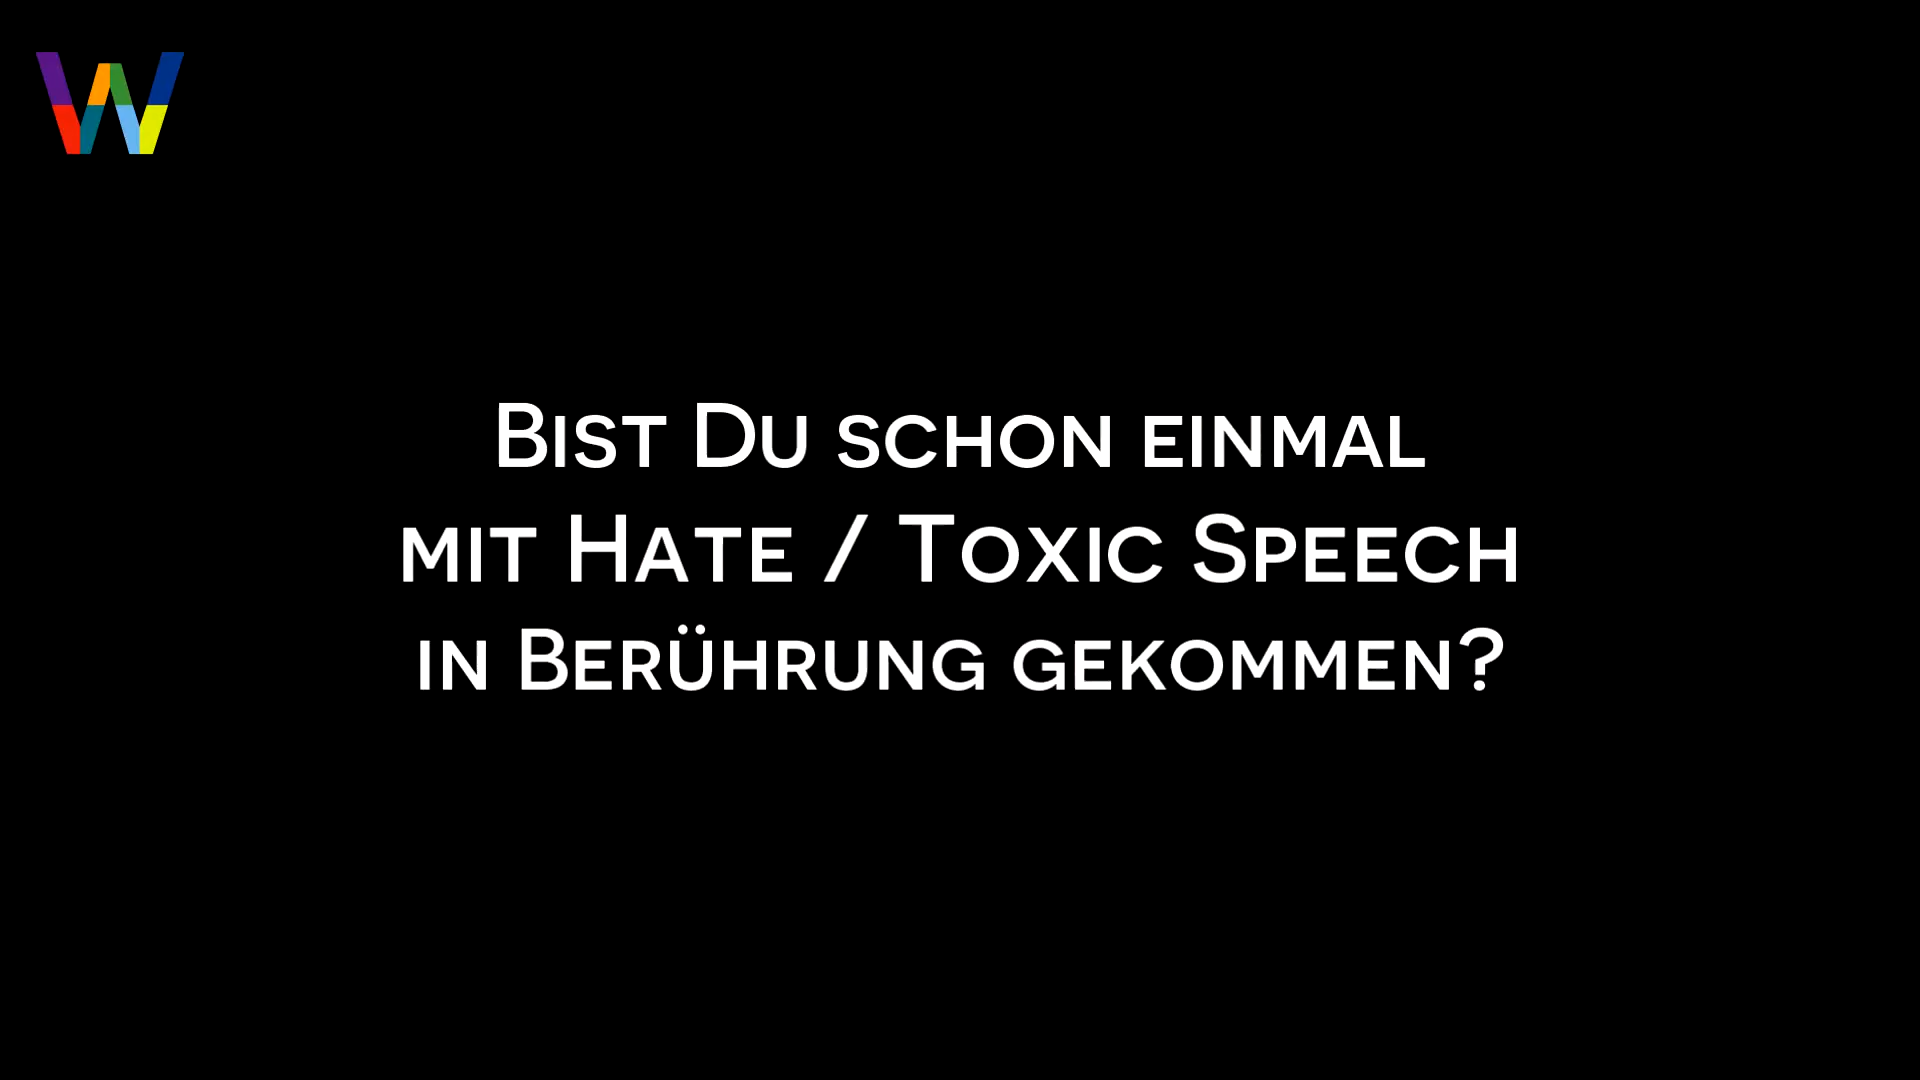 W
Bist Du schon einmal
mit Hate / Toxic Speech
in Berührung gekommen?